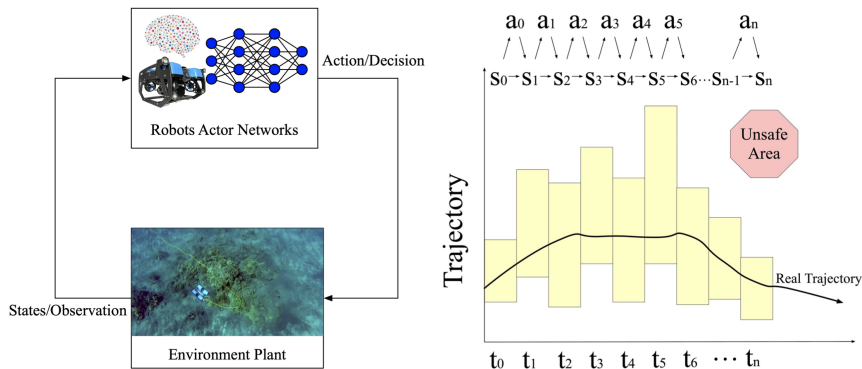 Action/Decision
Robots Actor Networks
States/Observation
Environment Plant
a0 a1 a2 a3 a4 a5 an
s0 s1 s2 s3 s4 s5 s6 ··· sn-1 sn
Unsafe
Area
Trajectory
Real Trajectory
t0 t1 t2 t3 t4 t5 t6 ··· tn